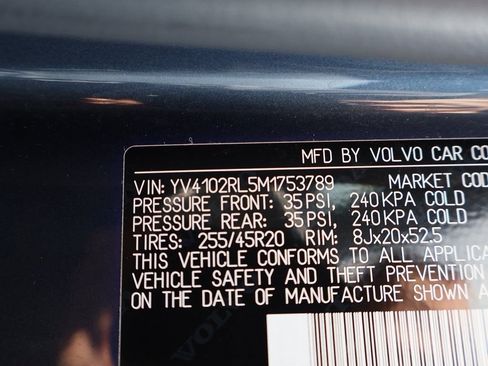 MFD BY VOLVO CAR CO
VIN: YV4102RL5M1753789 MARKET COD
PRESSURE FRONT: 35PSI, 240KPA COLD
PRESSURE REAR: 35PSI, 240KPA COLD
TIRES: 255/45R20 RIM: 8Jx20x52.5
THIS VEHICLE CONFORMS TO ALL APPLICA
VEHICLE SAFETY AND THEFT PREVENTION
ON THE DATE OF MANUFACTURE SHOWN A